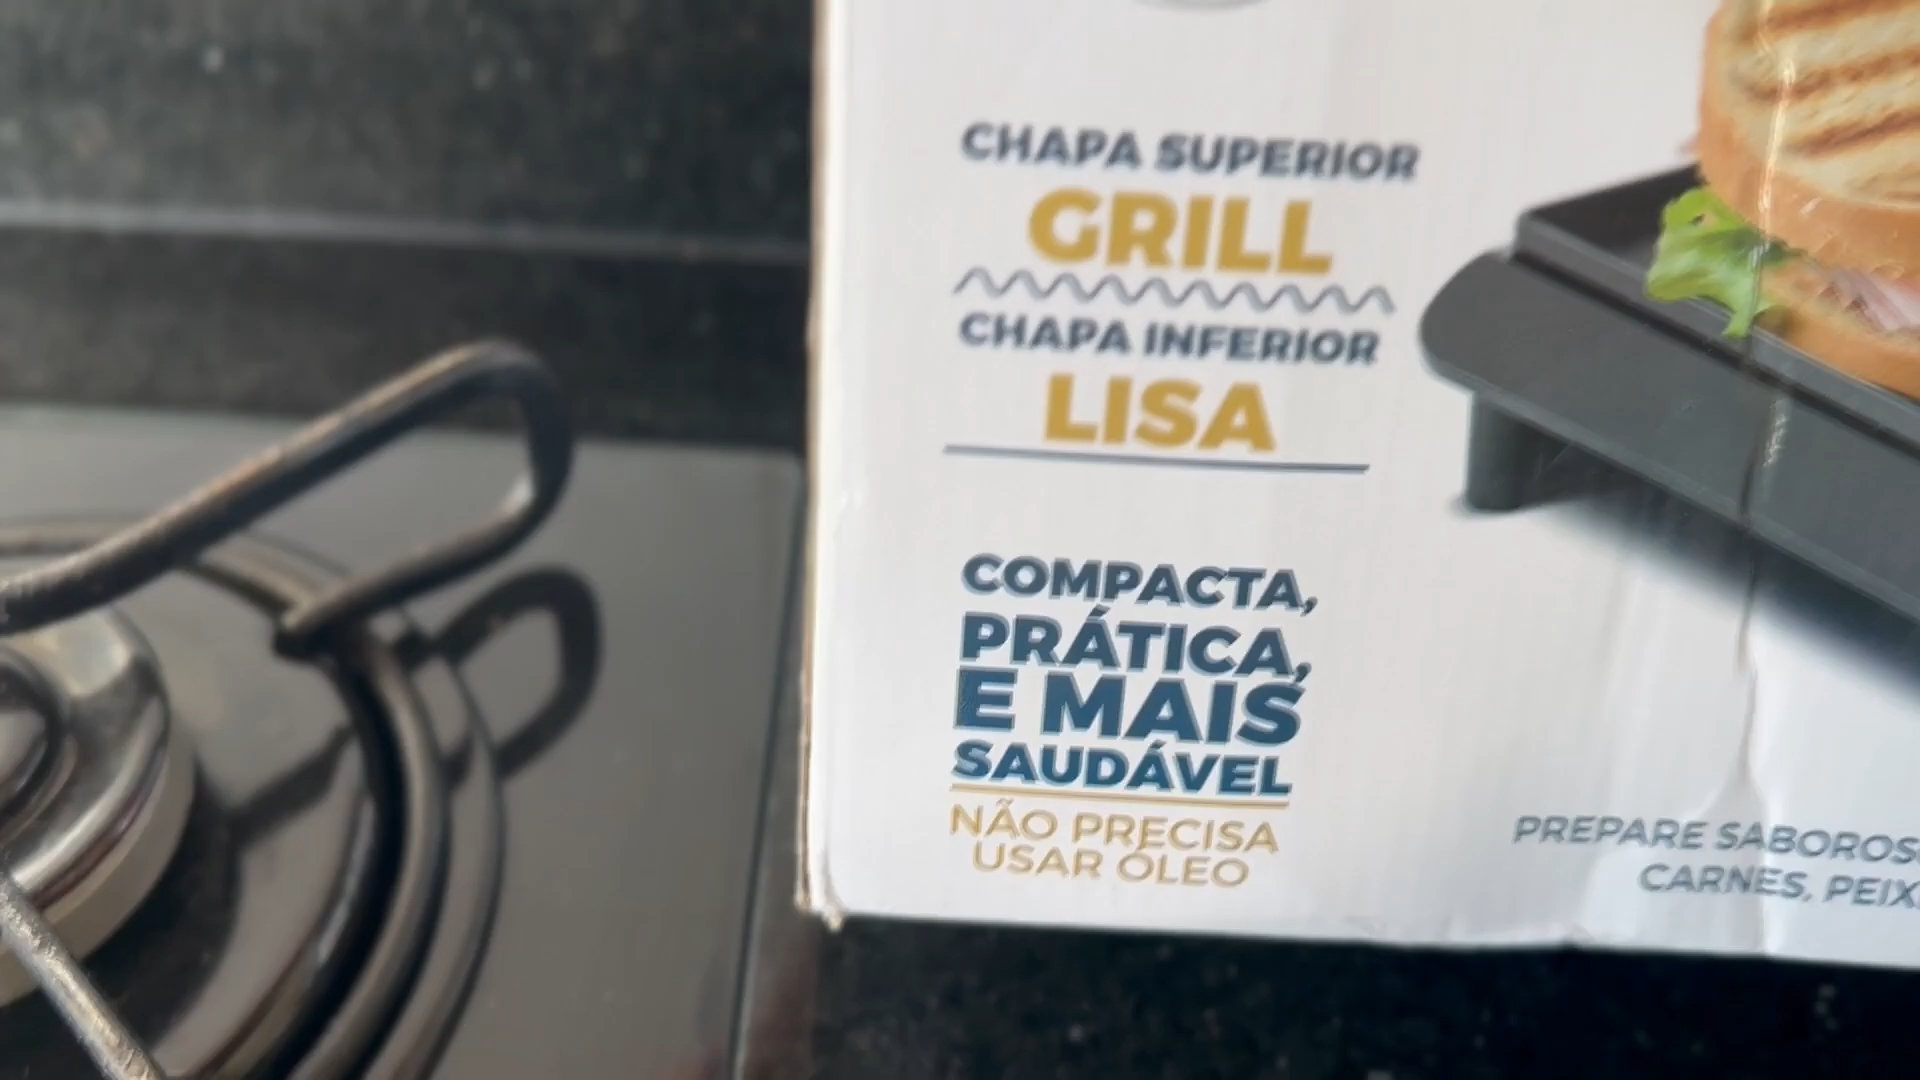 CHAPA SUPERIOR
GRILL
CHAPA INFERIOR
LISA
COMPACTA,
PRÁTICA,
E MAIS
SAUDÁVEL
NÃO PRECISA
USAR ÓLEO
PREPARE SABOROS
CARNES, PEIX